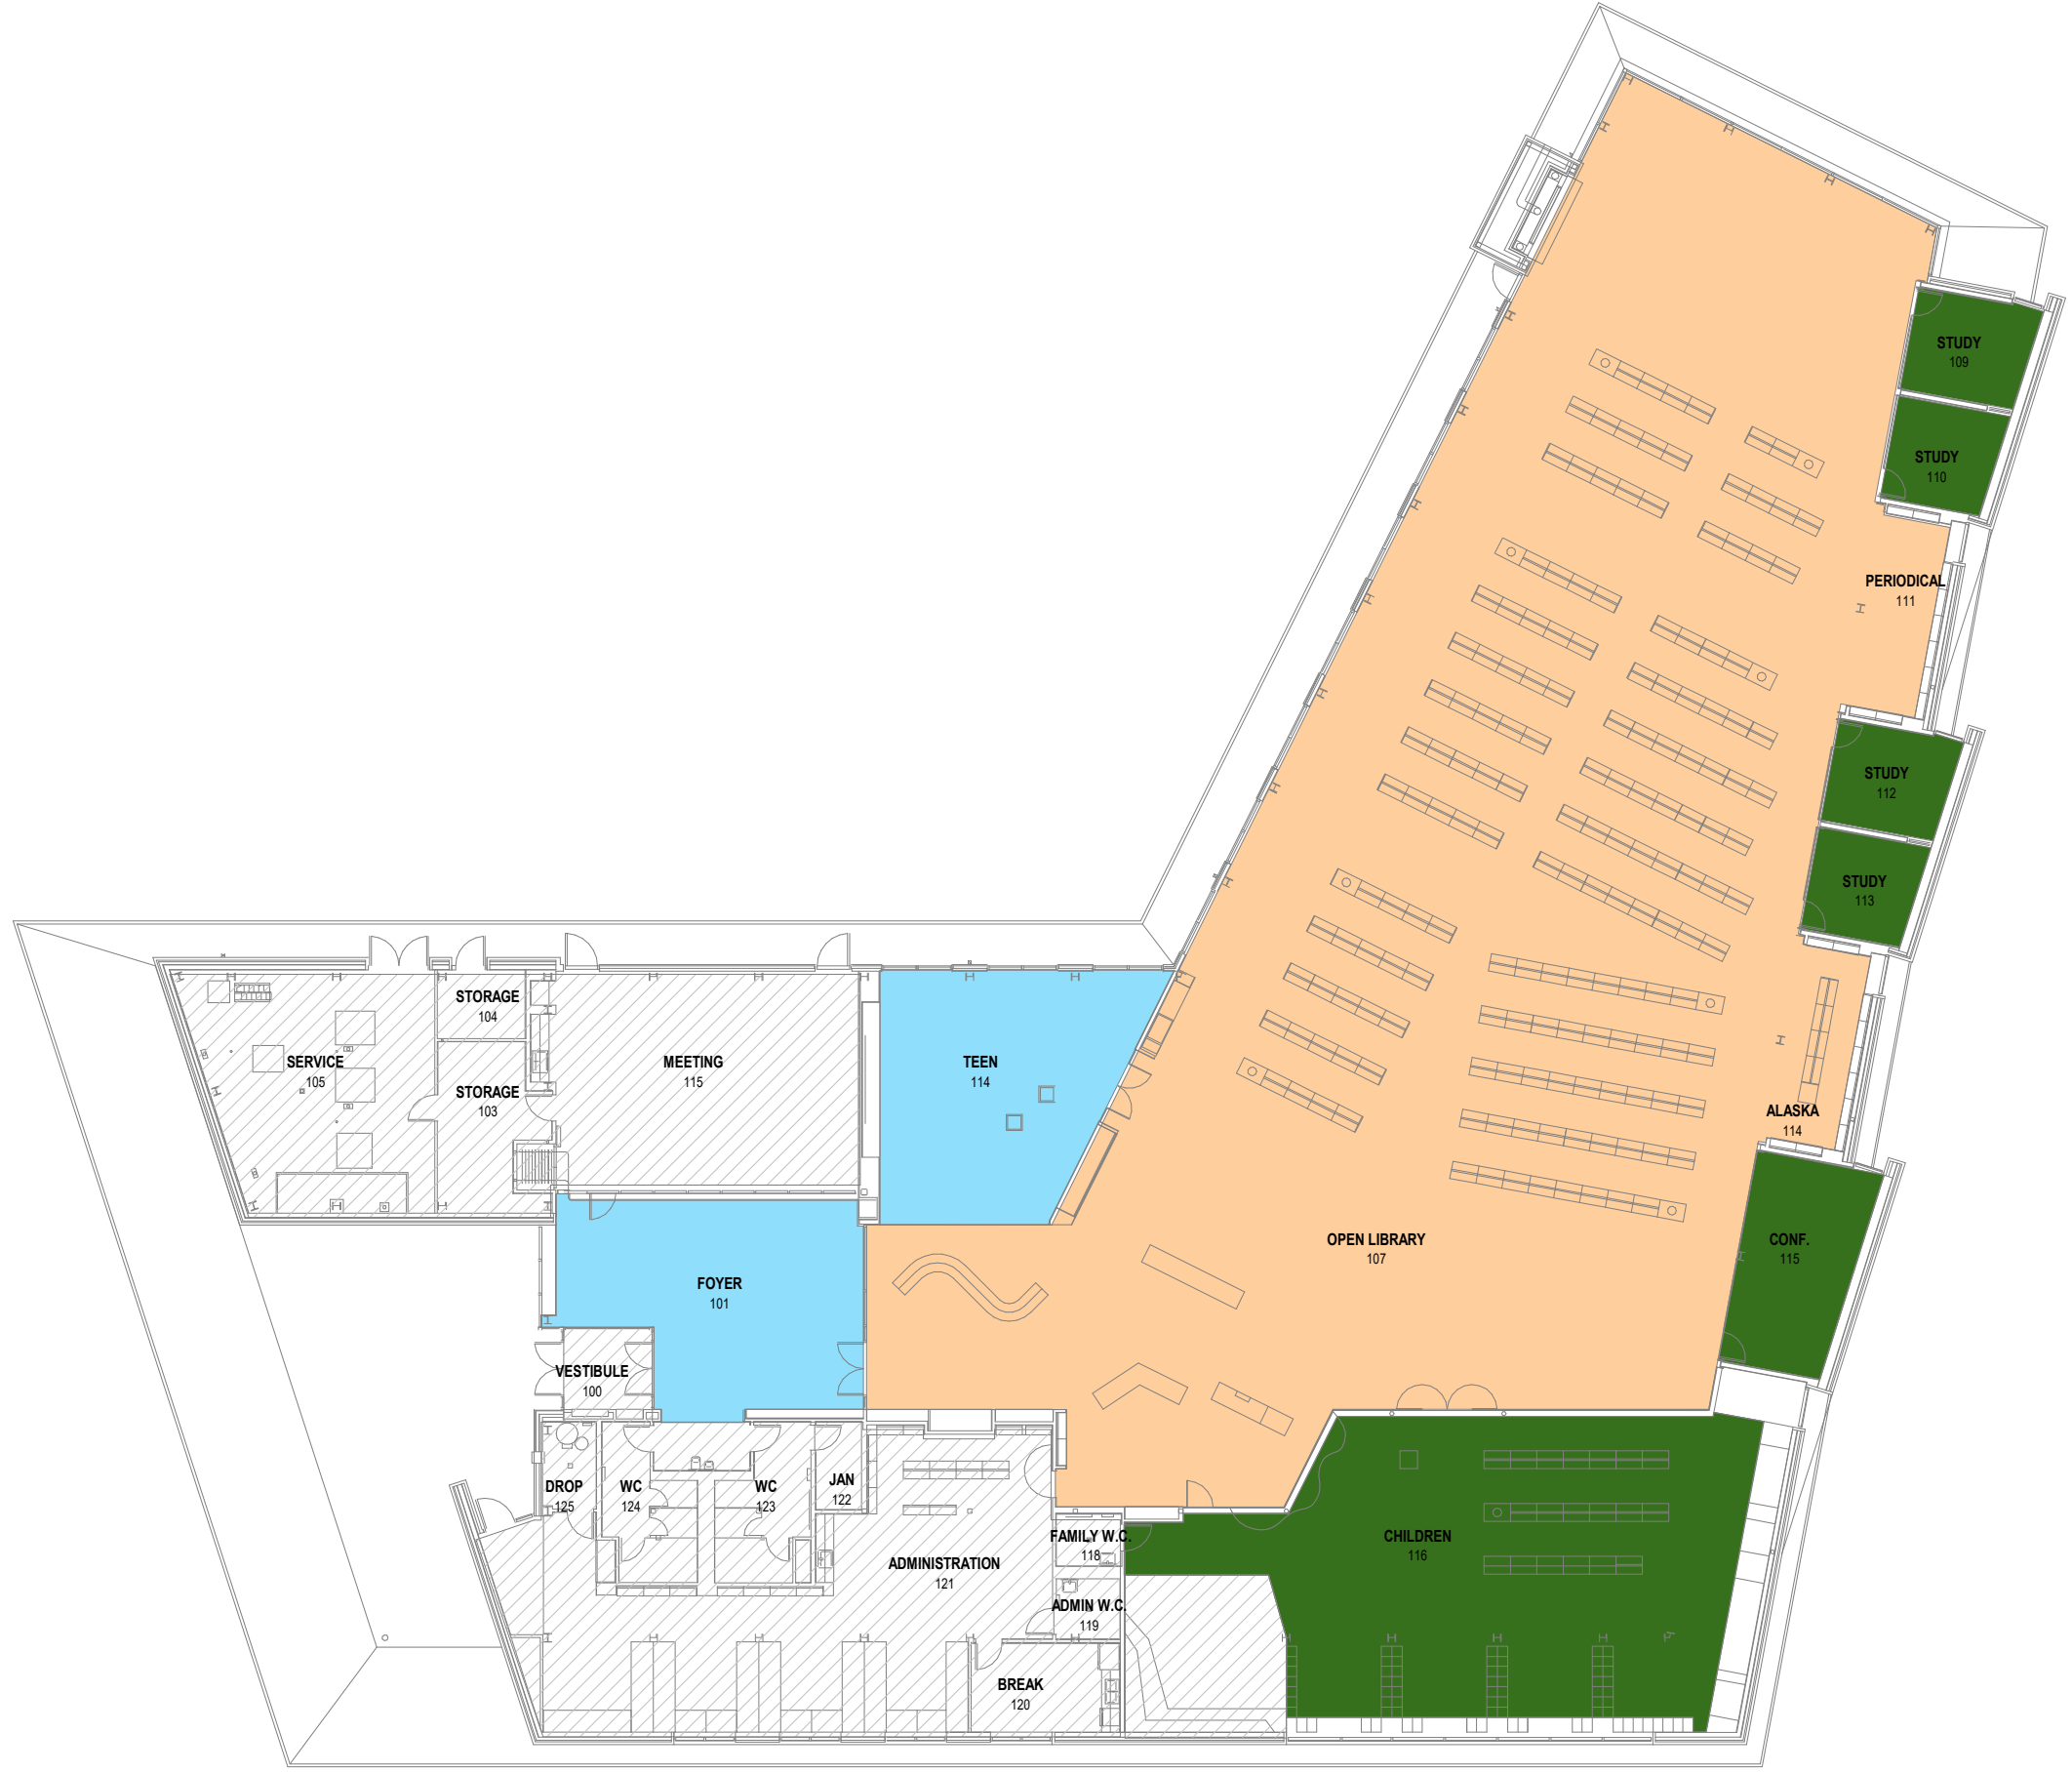 STUDY
109
STUDY
110
PERIODICAL
111
STUDY
112
STUDY
113
STORAGE
104
SERVICE
105
MEETING
115
TEEN
114
STORAGE
103
ALASKA
114
OPEN LIBRARY
107
CONF.
115
FOYER
101
VESTIBULE
100
DROP
125
WC
124
WC
123
JAN
122
FAMILY W.C.
118
CHILDREN
116
ADMINISTRATION
121
ADMIN W.C.
119
BREAK
120